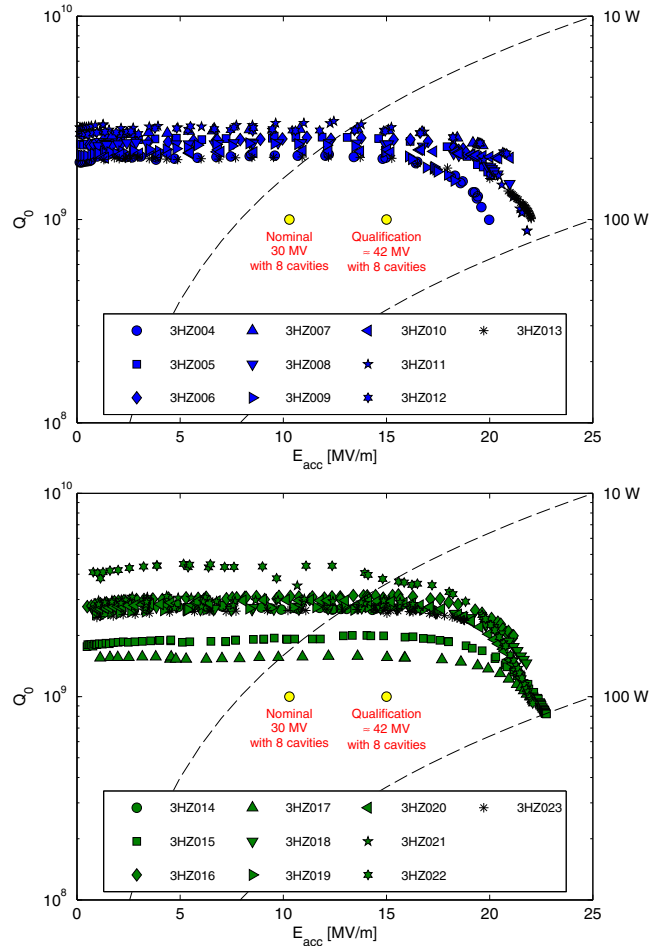 10^10
10 W
10^9
100 W
Q_0
Nominal
30 MV
with 8 cavities
Qualification
= 42 MV
with 8 cavities
3HZ004 3HZ007 3HZ010 3HZ013
3HZ005 3HZ008 3HZ011
3HZ006 3HZ009 3HZ012
10^8
0 5 10 15 20 25
E_acc [MV/m]
10^10
10 W
10^9
100 W
Q_0
Nominal
30 MV
with 8 cavities
Qualification
= 42 MV
with 8 cavities
3HZ014 3HZ017 3HZ020 3HZ023
3HZ015 3HZ018 3HZ021
3HZ016 3HZ019 3HZ022
10^8
0 5 10 15 20 25
E_acc [MV/m]